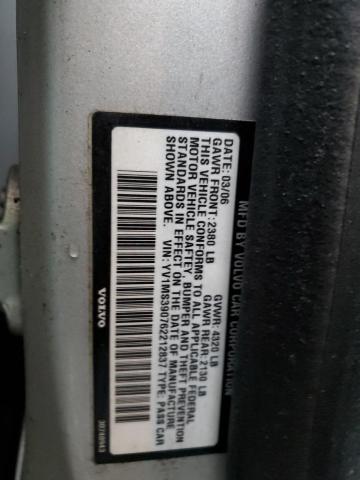 MFD BY VOLVO CAR CORPORATION
DATE: 03/06 GVWR: 4320 LB
GAWR FRONT: 2380 LB GAWR REAR: 2130 LB
THIS VEHICLE CONFORMS TO ALL APPLICABLE FEDERAL
MOTOR VEHICLE SAFTEY, BUMPER AND THEFT PREVENTION
STANDARDS IN EFFECT ON THE DATE OF MANUFACTURE
SHOWN ABOVE.
VIN: YV1MS390762212837 TYPE: PASS CAR
VOLVO
30740943